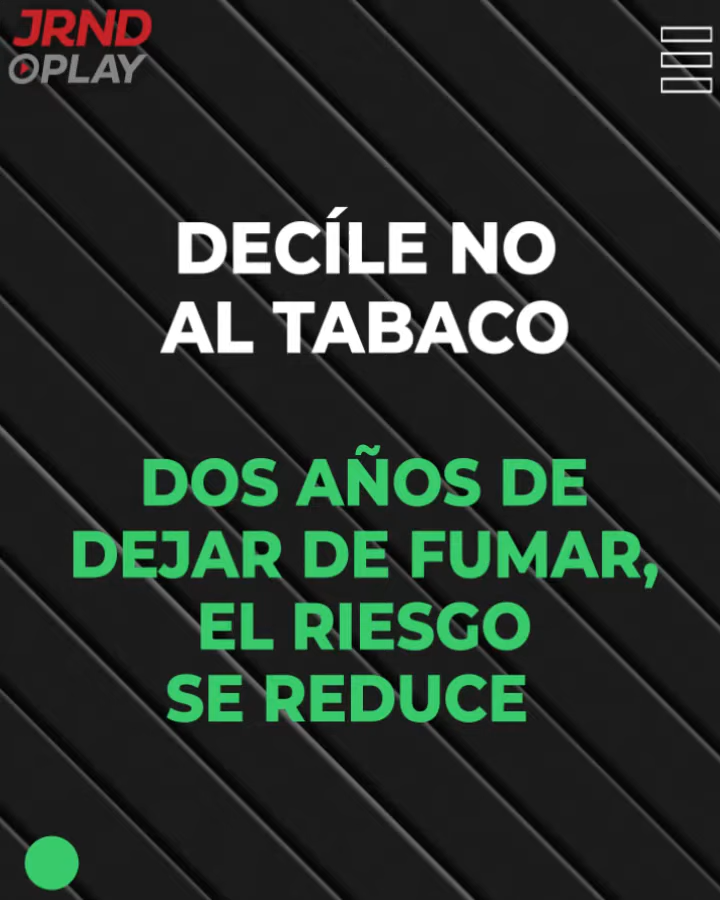 JRND
PLAY
DECÍLE NO
AL TABACO
DOS AÑOS DE
DEJAR DE FUMAR,
EL RIESGO
SE REDUCE